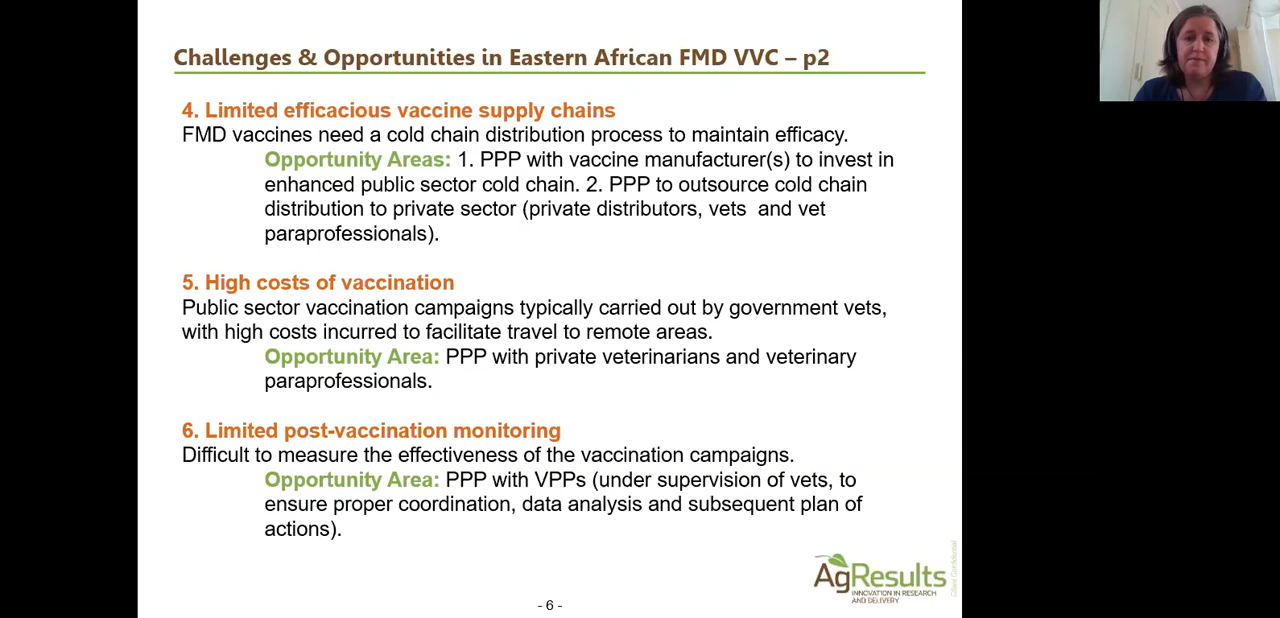 Challenges & Opportunities in Eastern African FMD VVC – p2
4. Limited efficacious vaccine supply chains
FMD vaccines need a cold chain distribution process to maintain efficacy.
Opportunity Areas: 1. PPP with vaccine manufacturer(s) to invest in
enhanced public sector cold chain. 2. PPP to outsource cold chain
distribution to private sector (private distributors, vets  and vet
paraprofessionals).
5. High costs of vaccination
Public sector vaccination campaigns typically carried out by government vets,
with high costs incurred to facilitate travel to remote areas.
Opportunity Area: PPP with private veterinarians and veterinary
paraprofessionals.
6. Limited post-vaccination monitoring
Difficult to measure the effectiveness of the vaccination campaigns.
Opportunity Area: PPP with VPPs (under supervision of vets, to
ensure proper coordination, data analysis and subsequent plan of
actions).
AgResults
INNOVATION IN RESEARCH
AND DELIVERY
Client Confidential
- 6 -